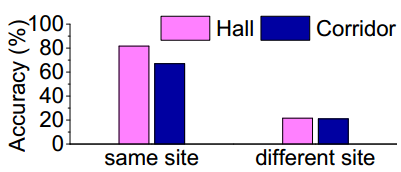 Accuracy (%)
100
80
60
40
20
0
Hall
Corridor
same site
different site